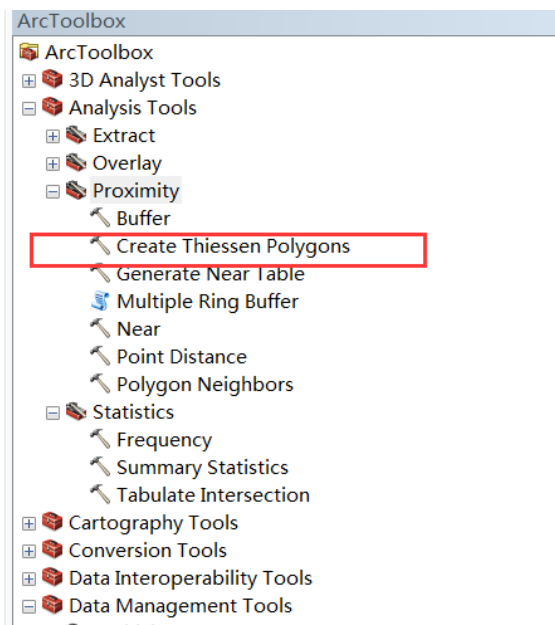 ArcToolbox
ArcToolbox
3D Analyst Tools
Analysis Tools
Extract
Overlay
Proximity
Buffer
Create Thiessen Polygons
Generate Near Table
Multiple Ring Buffer
Near
Point Distance
Polygon Neighbors
Statistics
Frequency
Summary Statistics
Tabulate Intersection
Cartography Tools
Conversion Tools
Data Interoperability Tools
Data Management Tools